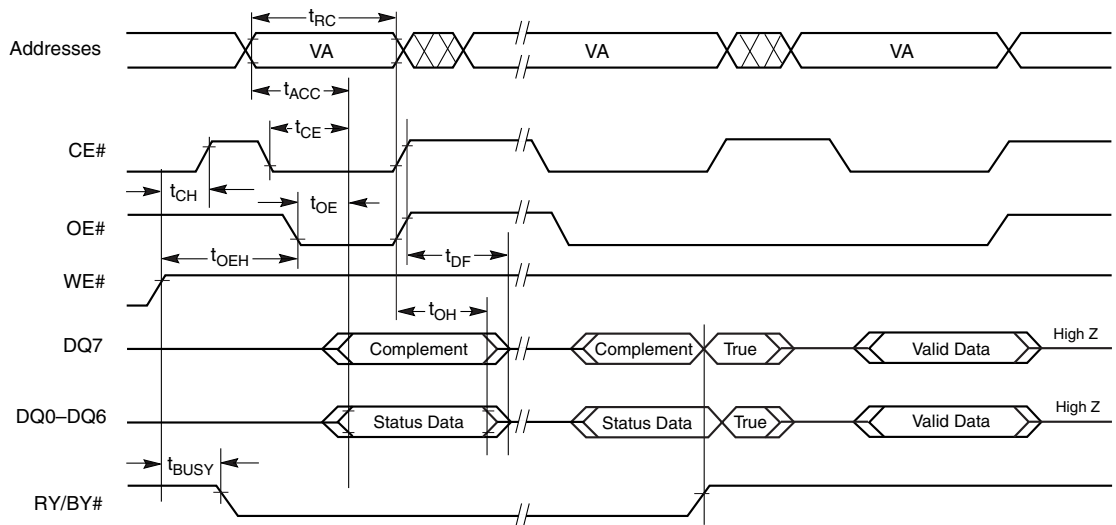 tRC
Addresses VA VA VA
tACC
tCE
CE#
tCH
tOE
OE#
tOEH
tDF
WE#
tOH
DQ7 Complement Complement True Valid Data High Z
DQ0–DQ6 Status Data Status Data True Valid Data High Z
tBUSY
RY/BY#